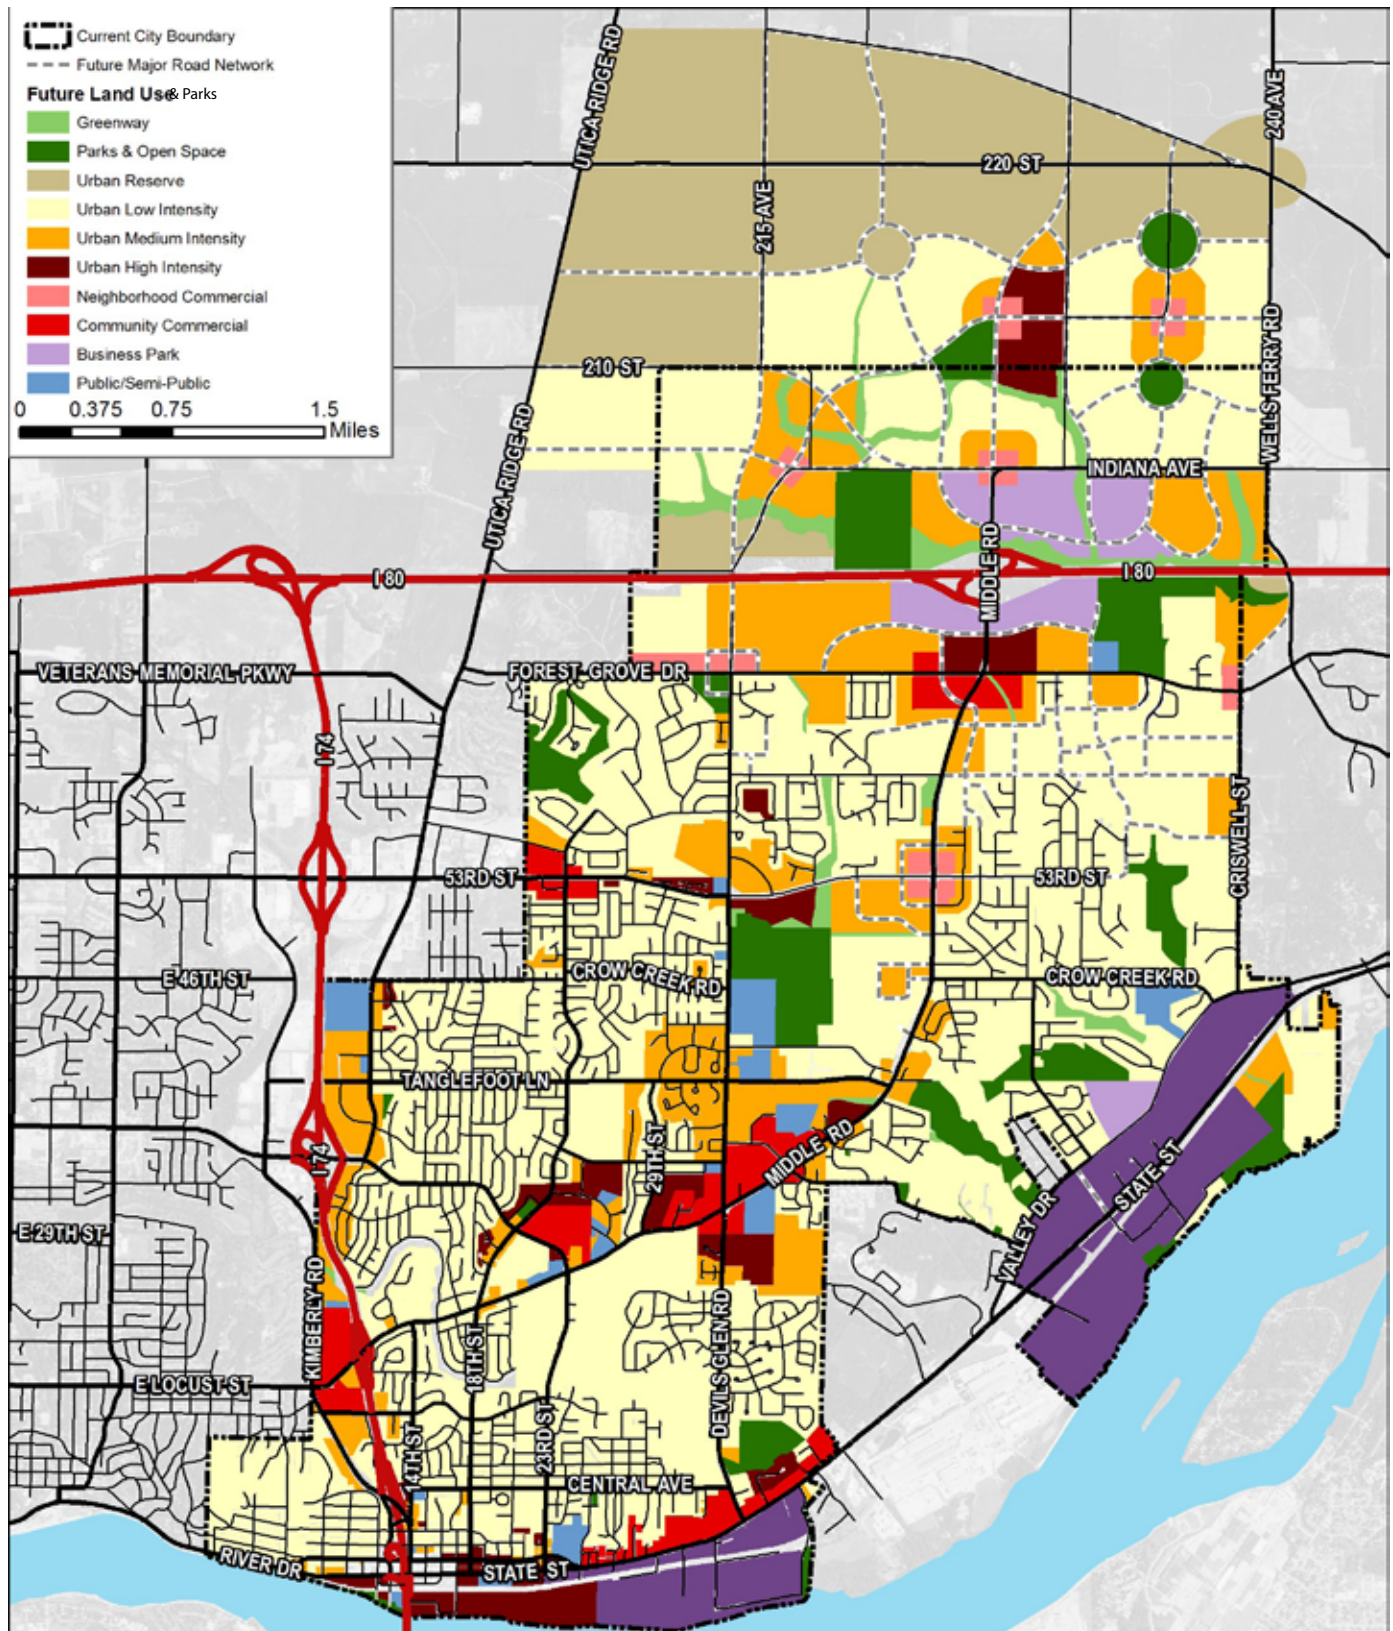 Current City Boundary
Future Major Road Network
Future Land Use & Parks
Greenway
Parks & Open Space
Urban Reserve
Urban Low Intensity
Urban Medium Intensity
Urban High Intensity
Neighborhood Commercial
Community Commercial
Business Park
Public/Semi-Public
0 0.375 0.75 1.5
Miles
UTICA RIDGE RD
240 AVE
220 ST
215 AVE
WELLS FERRY RD
210 ST
UTICA RIDGE RD
INDIANA AVE
MIDDLE RD
I 80
I 80
VETERANS MEMORIAL PKWY
FOREST GROVE DR
I 74
CRISWELL ST
53RD ST
53RD ST
E 46TH ST
CROW CREEK RD
CROW CREEK RD
TANGLEFOOT LN
29TH ST
MIDDLE RD
I 74
STATE ST
E 29TH ST
VALLEY DR
KIMBERLY RD
DEVILS GLEN RD
18TH ST
E LOCUST ST
14TH ST
23RD ST
CENTRAL AVE
RIVER DR
STATE ST